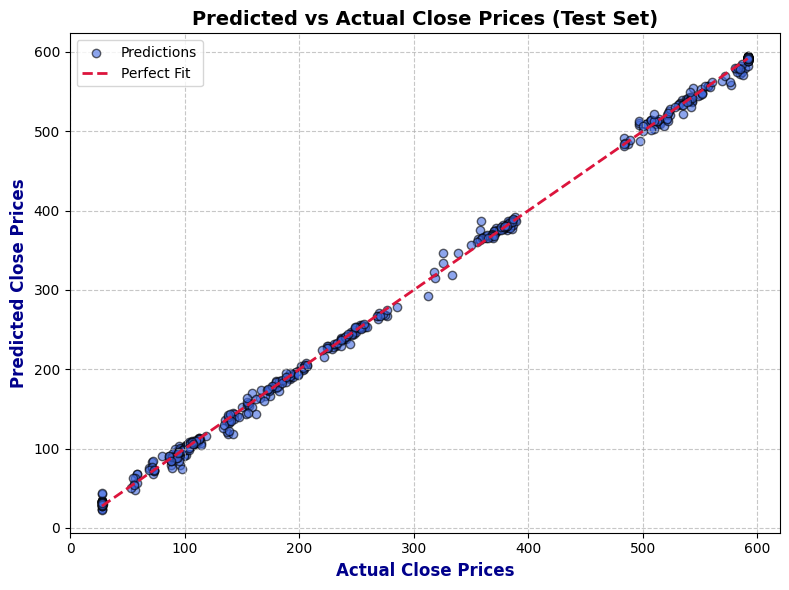 Predicted vs Actual Close Prices (Test Set)
Predictions
Perfect Fit
600
500
400
300
200
100
0
Predicted Close Prices
0 100 200 300 400 500 600
Actual Close Prices